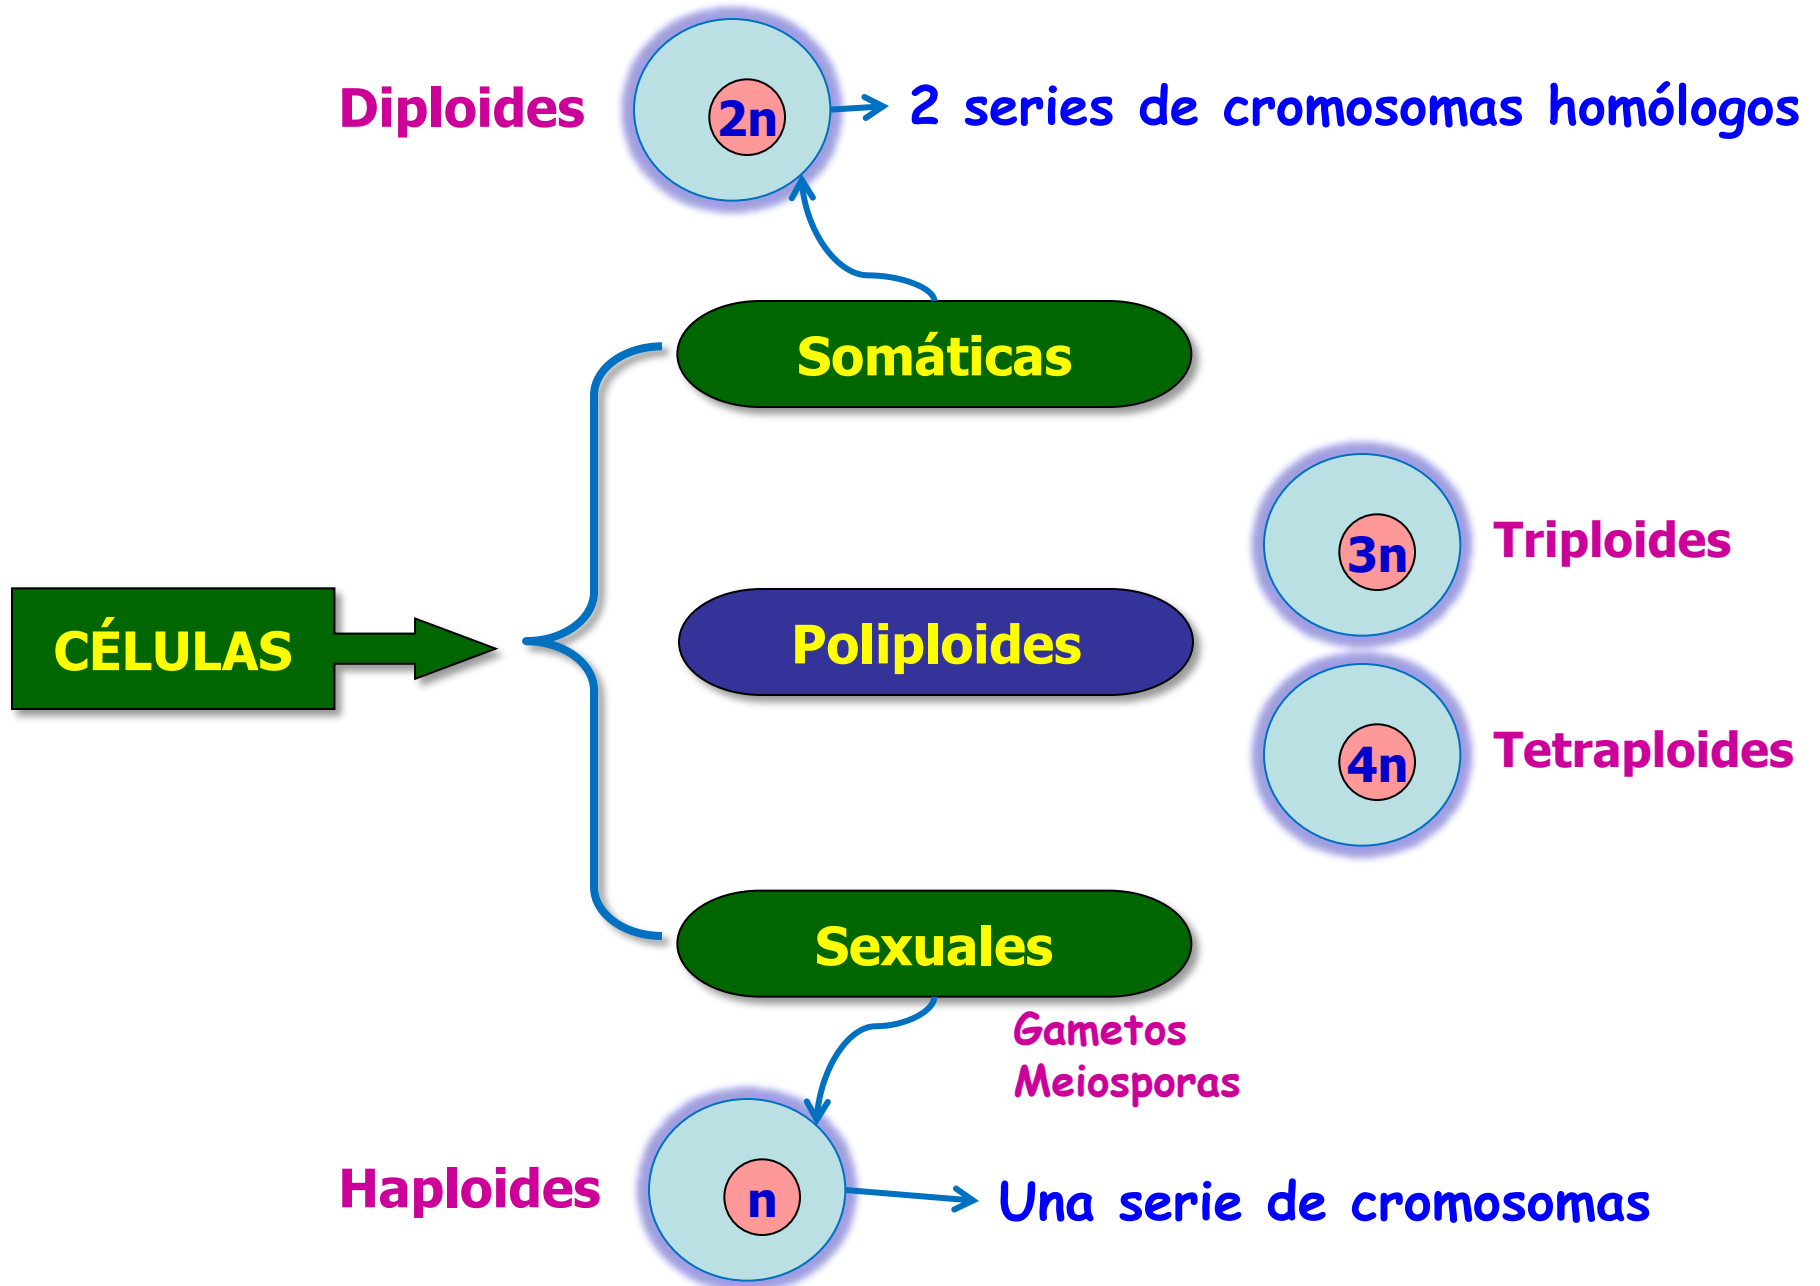 Diploides
2n
2 series de cromosomas homólogos
Somáticas
3n
Triploides
CÉLULAS
Poliploides
4n
Tetraploides
Sexuales
Gametos
Meiosporas
Haploides
n
Una serie de cromosomas